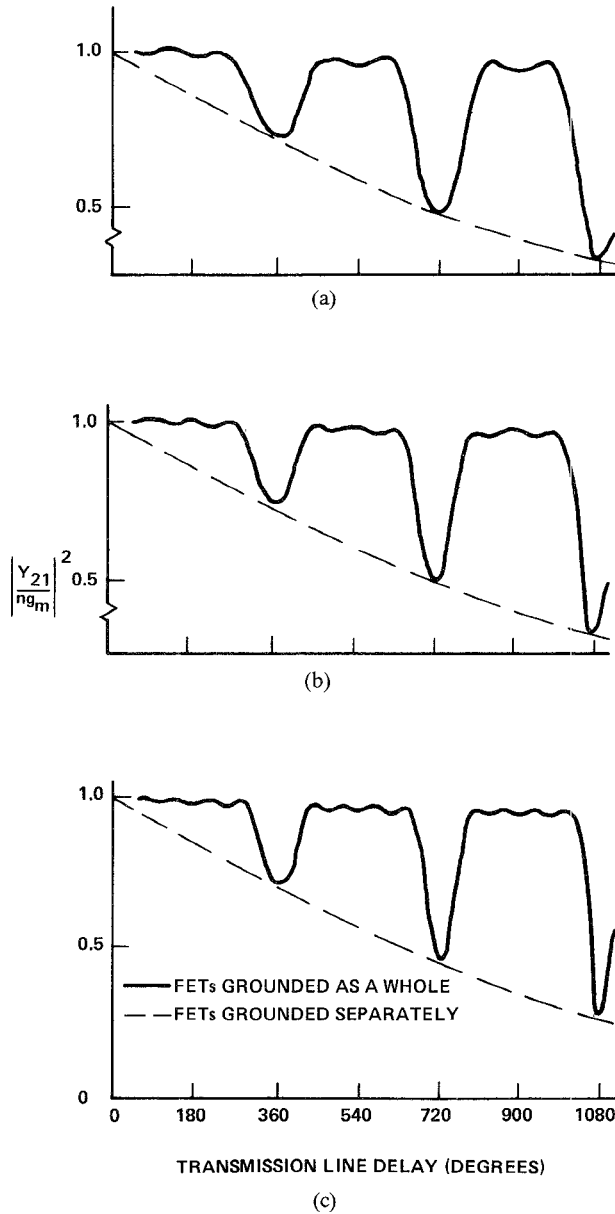 1.0
0.5
(a)
1.0
|Y21/ngm|²
0.5
(b)
1.0
0.5
FETs GROUNDED AS A WHOLE
FETs GROUNDED SEPARATELY
0
0 180 360 540 720 900 1080
TRANSMISSION LINE DELAY (DEGREES)
(c)